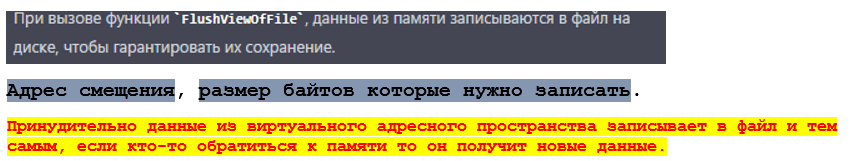 При вызове функции `FlushViewOfFile`, данные из памяти записываются в файл на
диске, чтобы гарантировать их сохранение.
Адрес смещения, размер байтов которые нужно записать.
Принудительно данные из виртуального адресного пространства записывает в файл и тем
самым, если кто-то обратиться к памяти то он получит новые данные.